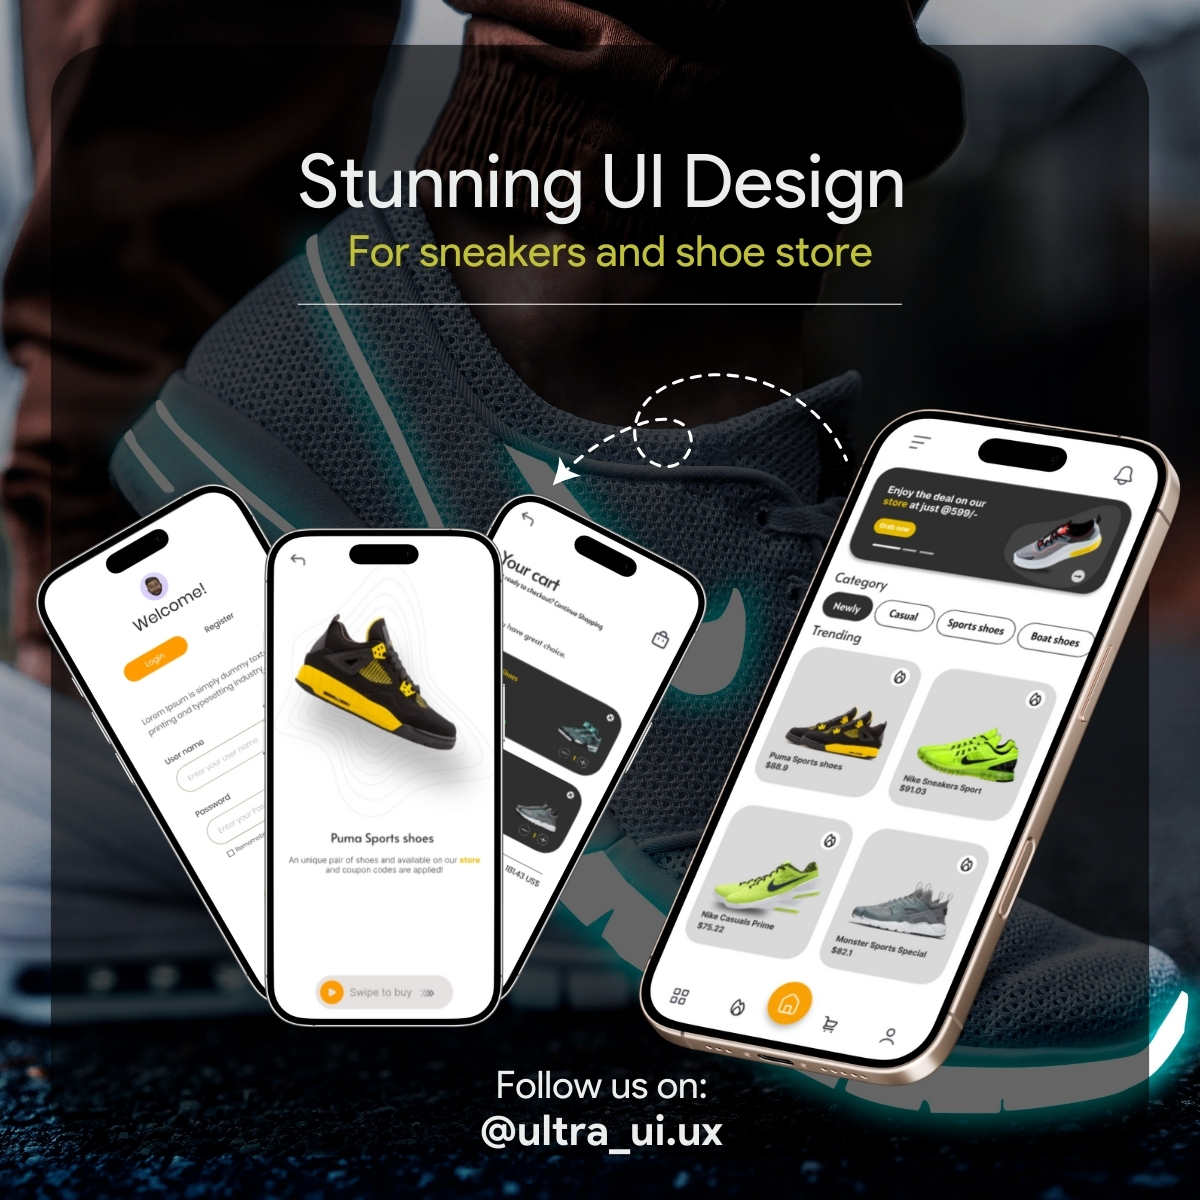 Stunning UI Design
For sneakers and shoe store
Welcome!
Login
Register
Lorem Ipsum is simply dummy text
printing and typesetting industry
User name
Enter your User name
Password
Enter your Pas
Remembe
Puma Sports shoes
An unique pair of shoes and available on our store
and coupon codes are applied!
Swipe to buy
Your cart
ready to checkout? Continue Shopping
have great choice.
Shoes
181.43 US$
Enjoy the deal on our
store at just @599/-
Grab now
Category
Newly
Casual
Sports shoes
Boat shoes
Trending
Puma Sports shoes
$88.9
Nike Sneakers Sport
$91.03
Nike Casuals Prime
$75.22
Monster Sports Special
$82.1
Follow us on:
@ultra_ui.ux